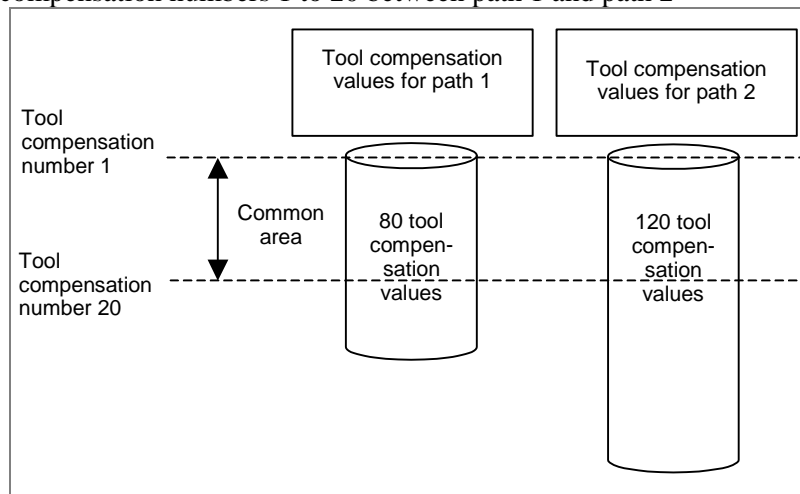 compensation numbers 1 to 20 between path 1 and path 2
Tool compensation
values for path 1
Tool compensation
values for path 2
Tool
compensation
number 1
Common
area
80 tool
compen-
sation
values
120 tool
compen-
sation
values
Tool
compensation
number 20